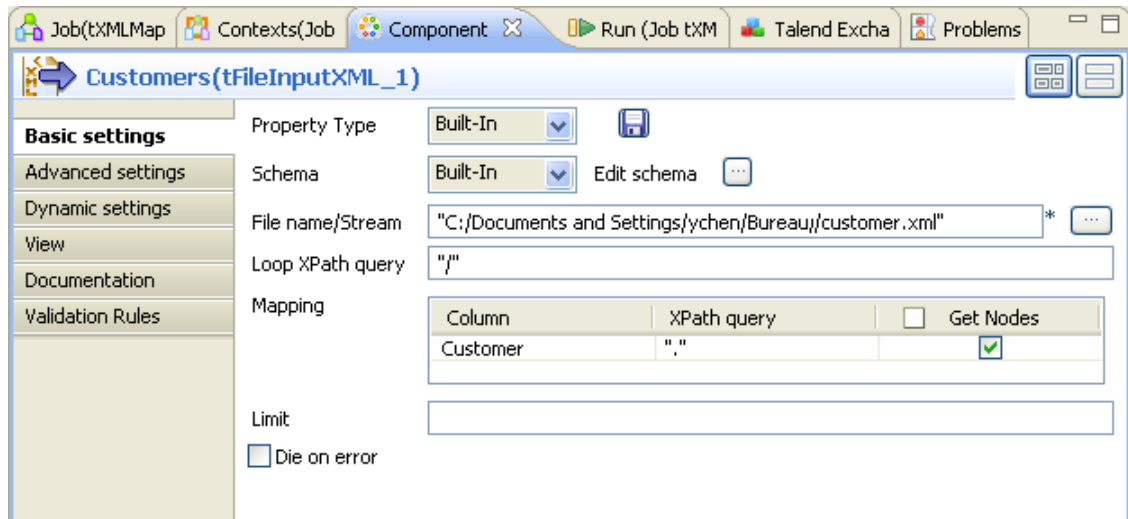 Job(tXMLMap Contexts(Job Component Run (Job tXM Talend Excha Problems
Customers(tFileInputXML_1)
Basic settings
Advanced settings
Dynamic settings
View
Documentation
Validation Rules
Property Type Built-In
Schema Built-In Edit schema ...
File name/Stream "C:/Documents and Settings/ychen/Bureau//customer.xml" * ...
Loop XPath query "/"
Mapping
Column XPath query Get Nodes
Customer "."
Limit
Die on error